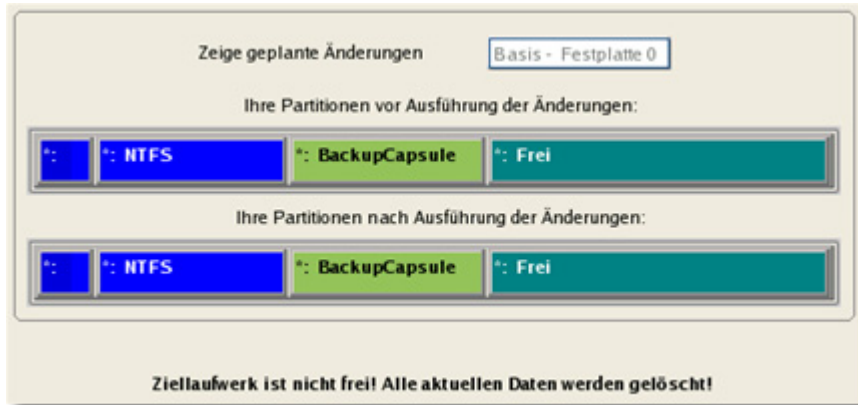 Zeige geplante Änderungen Basis - Festplatte 0
Ihre Partitionen vor Ausführung der Änderungen:
*: *: NTFS *: BackupCapsule *: Frei
Ihre Partitionen nach Ausführung der Änderungen:
*: *: NTFS *: BackupCapsule *: Frei
Ziellaufwerk ist nicht frei! Alle aktuellen Daten werden gelöscht!